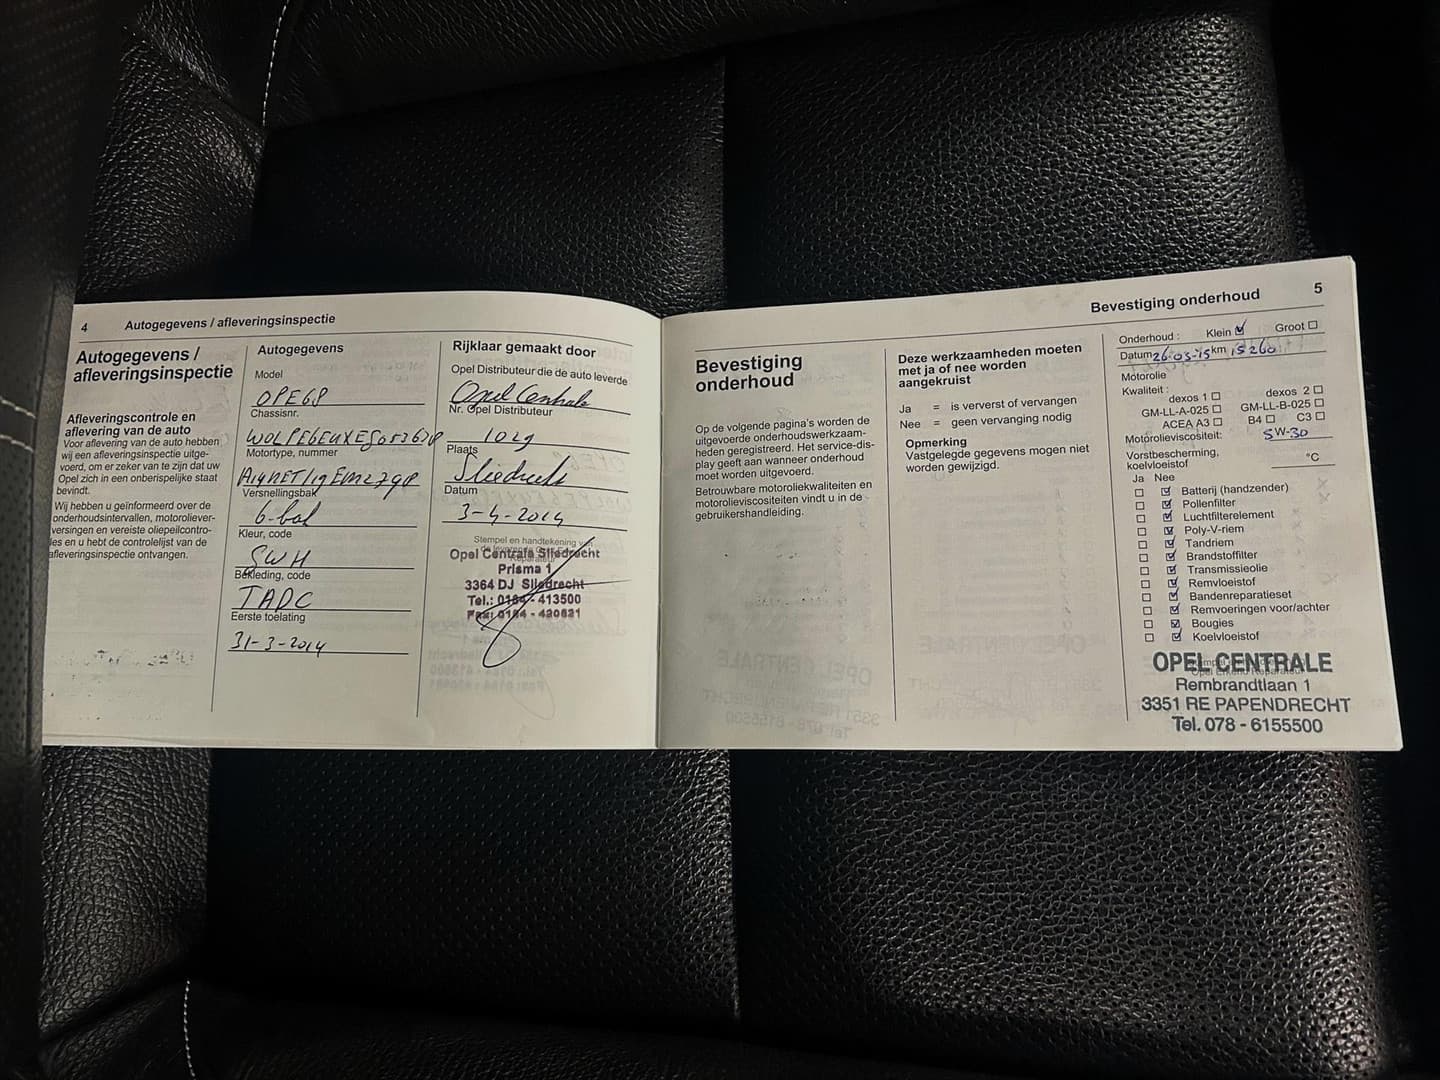 4
Autogegevens / afleveringsinspectie
Autogegevens /
afleveringsinspectie
Afleveringscontrole en
aflevering van de auto
Voor aflevering van de auto hebben
wij een afleveringsinspectie uitge-
voerd, om er zeker van te zijn dat uw
Opel zich in een onberispelijke staat
bevindt.
Wij hebben u geïnformeerd over de
onderhoudsintervallen, motoroliever-
versingen en vereiste oliepeilcontro-
les en u hebt de controlelijst van de
afleveringsinspectie ontvangen.
Autogegevens
Model
OPE68
Chassisnr.
Motortype, nummer
Versnellingsbak
6-bak
Kleur, code
SWH
Bekleding, code
TADC
Eerste toelating
31-3-2014
Rijklaar gemaakt door
Opel Distributeur die de auto leverde
Opel Centrale
Nr. Opel Distributeur
1029
Plaats
Sliedrecht
Datum
3-4-2014
Stempel en handtekening v
Opel Centrale Sliedrecht
Prisma 1
3364 DJ Sliedrecht
Tel.: 0184 - 413500
Fax: 0184 - 420621
Bevestiging onderhoud
5
Bevestiging
onderhoud
Op de volgende pagina's worden de
uitgevoerde onderhoudswerkzaam-
heden geregistreerd. Het service-dis-
play geeft aan wanneer onderhoud
moet worden uitgevoerd.
Betrouwbare motoroliekwaliteiten en
motorolieviscositeiten vindt u in de
gebruikershandleiding.
Deze werkzaamheden moeten
met ja of nee worden
aangekruist
Ja = is ververst of vervangen
Nee = geen vervanging nodig
Opmerking
Vastgelegde gegevens mogen niet
worden gewijzigd.
Onderhoud : Klein Groot
Datum 26-03-15 km 15260
Motorolie
Kwaliteit :
dexos 1 dexos 2
GM-LL-A-025 GM-LL-B-025
ACEA A3 B4 C3
Motorolieviscositeit: 5W-30
Vorstbescherming,
koelvloeistof °C
Ja Nee
Batterij (handzender)
Pollenfilter
Luchtfilterelement
Poly-V-riem
Tandriem
Brandstoffilter
Transmissieolie
Remvloeistof
Bandenreparatieset
Remvoeringen voor/achter
Bougies
Koelvloeistof
OPEL CENTRALE
Rembrandtlaan 1
3351 RE PAPENDRECHT
Tel. 078 - 6155500